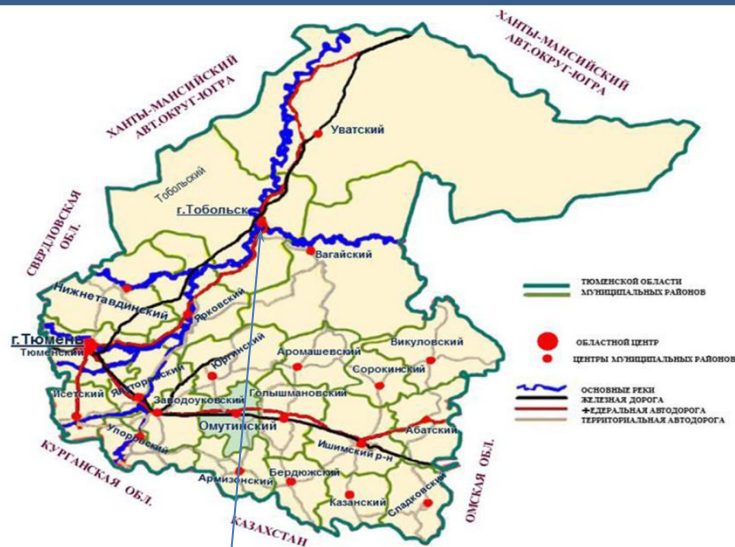 ХАНТЫ-МАНСИЙСКИЙ
АВТ.ОКРУГ-ЮГРА
ХАНТЫ-МАНСИЙСКИЙ
АВТ.ОКРУГ-ЮГРА
Уватский
Тобольский
г.Тобольск
СВЕРДЛОВСКАЯ
ОБЛ.
Вагайский
Нижнетавдинский
Ярковский
г.Тюмень
Тюменский
Юргинский
Аромашевский
Викуловский
Сорокинский
Исетский
Ялуторовский
Заводоуковский
Голышмановский
Омутинский
Упоровский
Абатский
Ишимский р-н
Армизонский
Бердюжский
Казанский
Сладковский
КУРГАНСКАЯ ОБЛ.
КАЗАХСТАН
ОМСКАЯ ОБЛ.
ТЮМЕНСКОЙ ОБЛАСТИ
МУНИЦИПАЛЬНЫХ РАЙОНОВ
ОБЛАСТНОЙ ЦЕНТР
ЦЕНТРЫ МУНИЦИПАЛЬНЫХ РАЙОНОВ
ОСНОВНЫЕ РЕКИ
ЖЕЛЕЗНАЯ ДОРОГА
ФЕДЕРАЛЬНАЯ АВТОДОРОГА
ТЕРРИТОРИАЛЬНАЯ АВТОДОРОГА